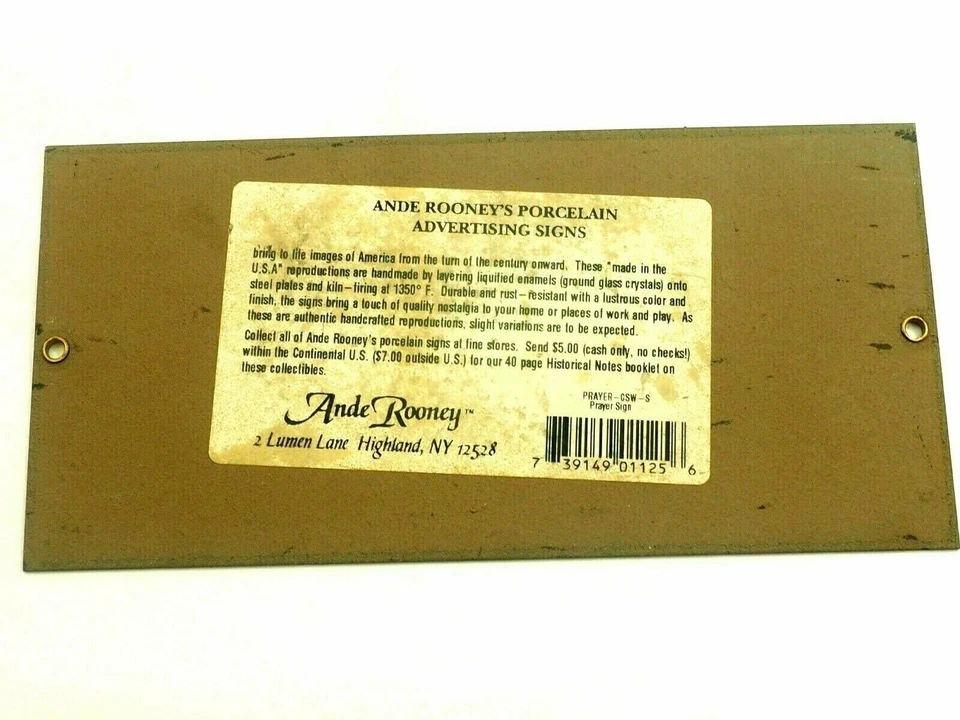 ANDE ROONEY'S PORCELAIN
ADVERTISING SIGNS
bring to life images of America from the turn of the century onward. These "made in the
U.S.A" reproductions are handmade by layering liquified enamels (ground glass crystals) onto
steel plates and kiln-firing at 1350° F. Durable and rust-resistant with a lustrous color and
finish, the signs bring a touch of quality nostalgia to your home or places of work and play. As
these are authentic handcrafted reproductions, slight variations are to be expected.
Collect all of Ande Rooney's porcelain signs at fine stores. Send $5.00 (cash only, no checks!)
within the Continental U.S. ($7.00 outside U.S.) for our 40 page Historical Notes booklet on
these collectibles.
PRAYER-GSW-S
Prayer Sign
Ande Rooney™
2 Lumen Lane Highland, NY 12528
7 39149 01125 6